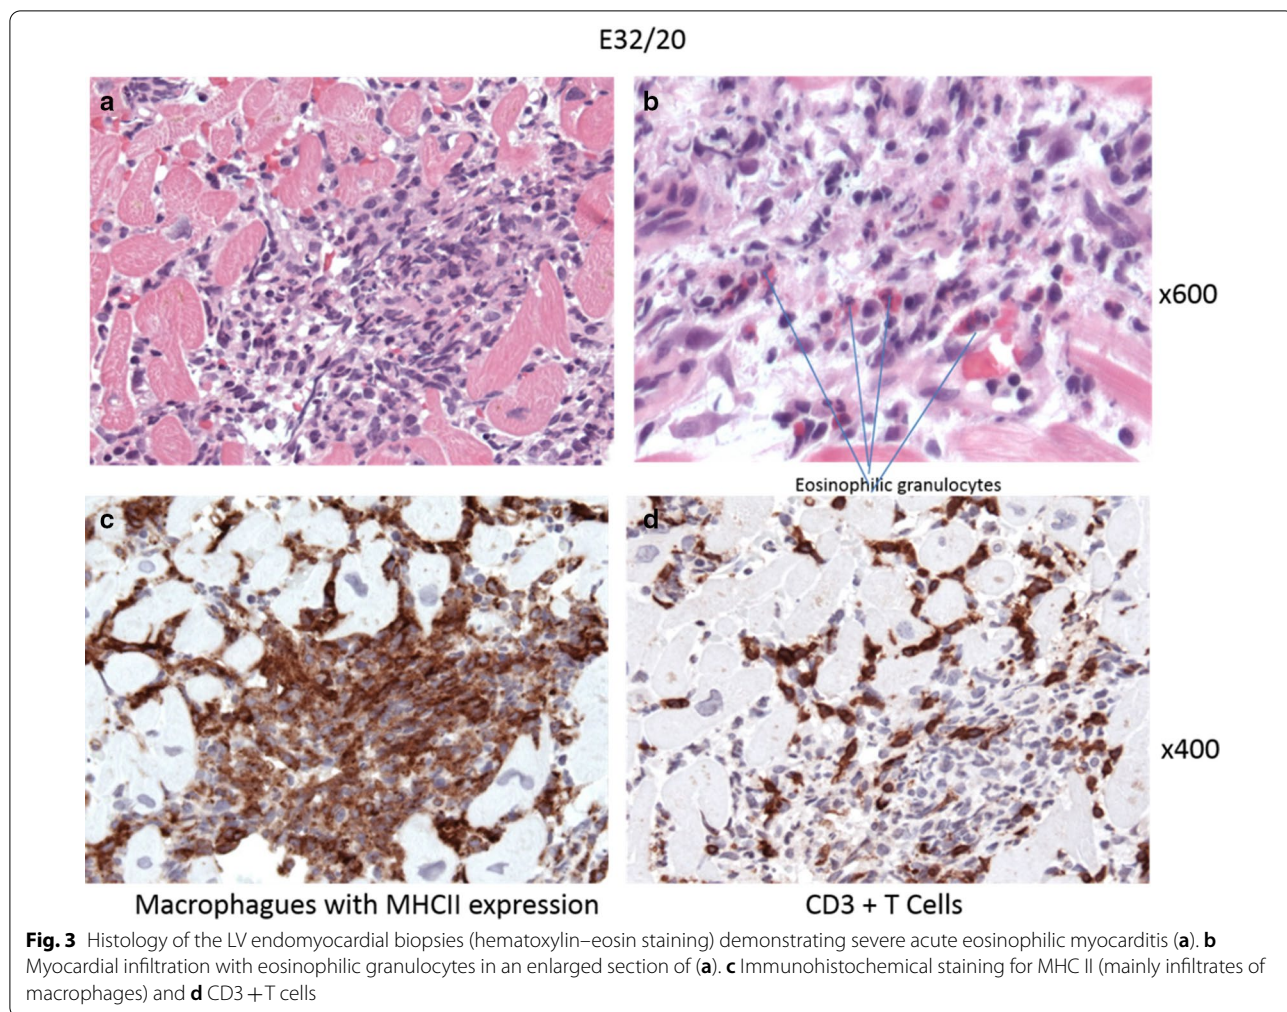 E32/20
a
b
x600
Eosinophilic granulocytes
c
d
x400
Macrophagues with MHCII expression
CD3 + T Cells
Fig. 3 Histology of the LV endomyocardial biopsies (hematoxylin–eosin staining) demonstrating severe acute eosinophilic myocarditis (a). b
Myocardial infiltration with eosinophilic granulocytes in an enlarged section of (a). c Immunohistochemical staining for MHC II (mainly infiltrates of
macrophages) and d CD3 + T cells